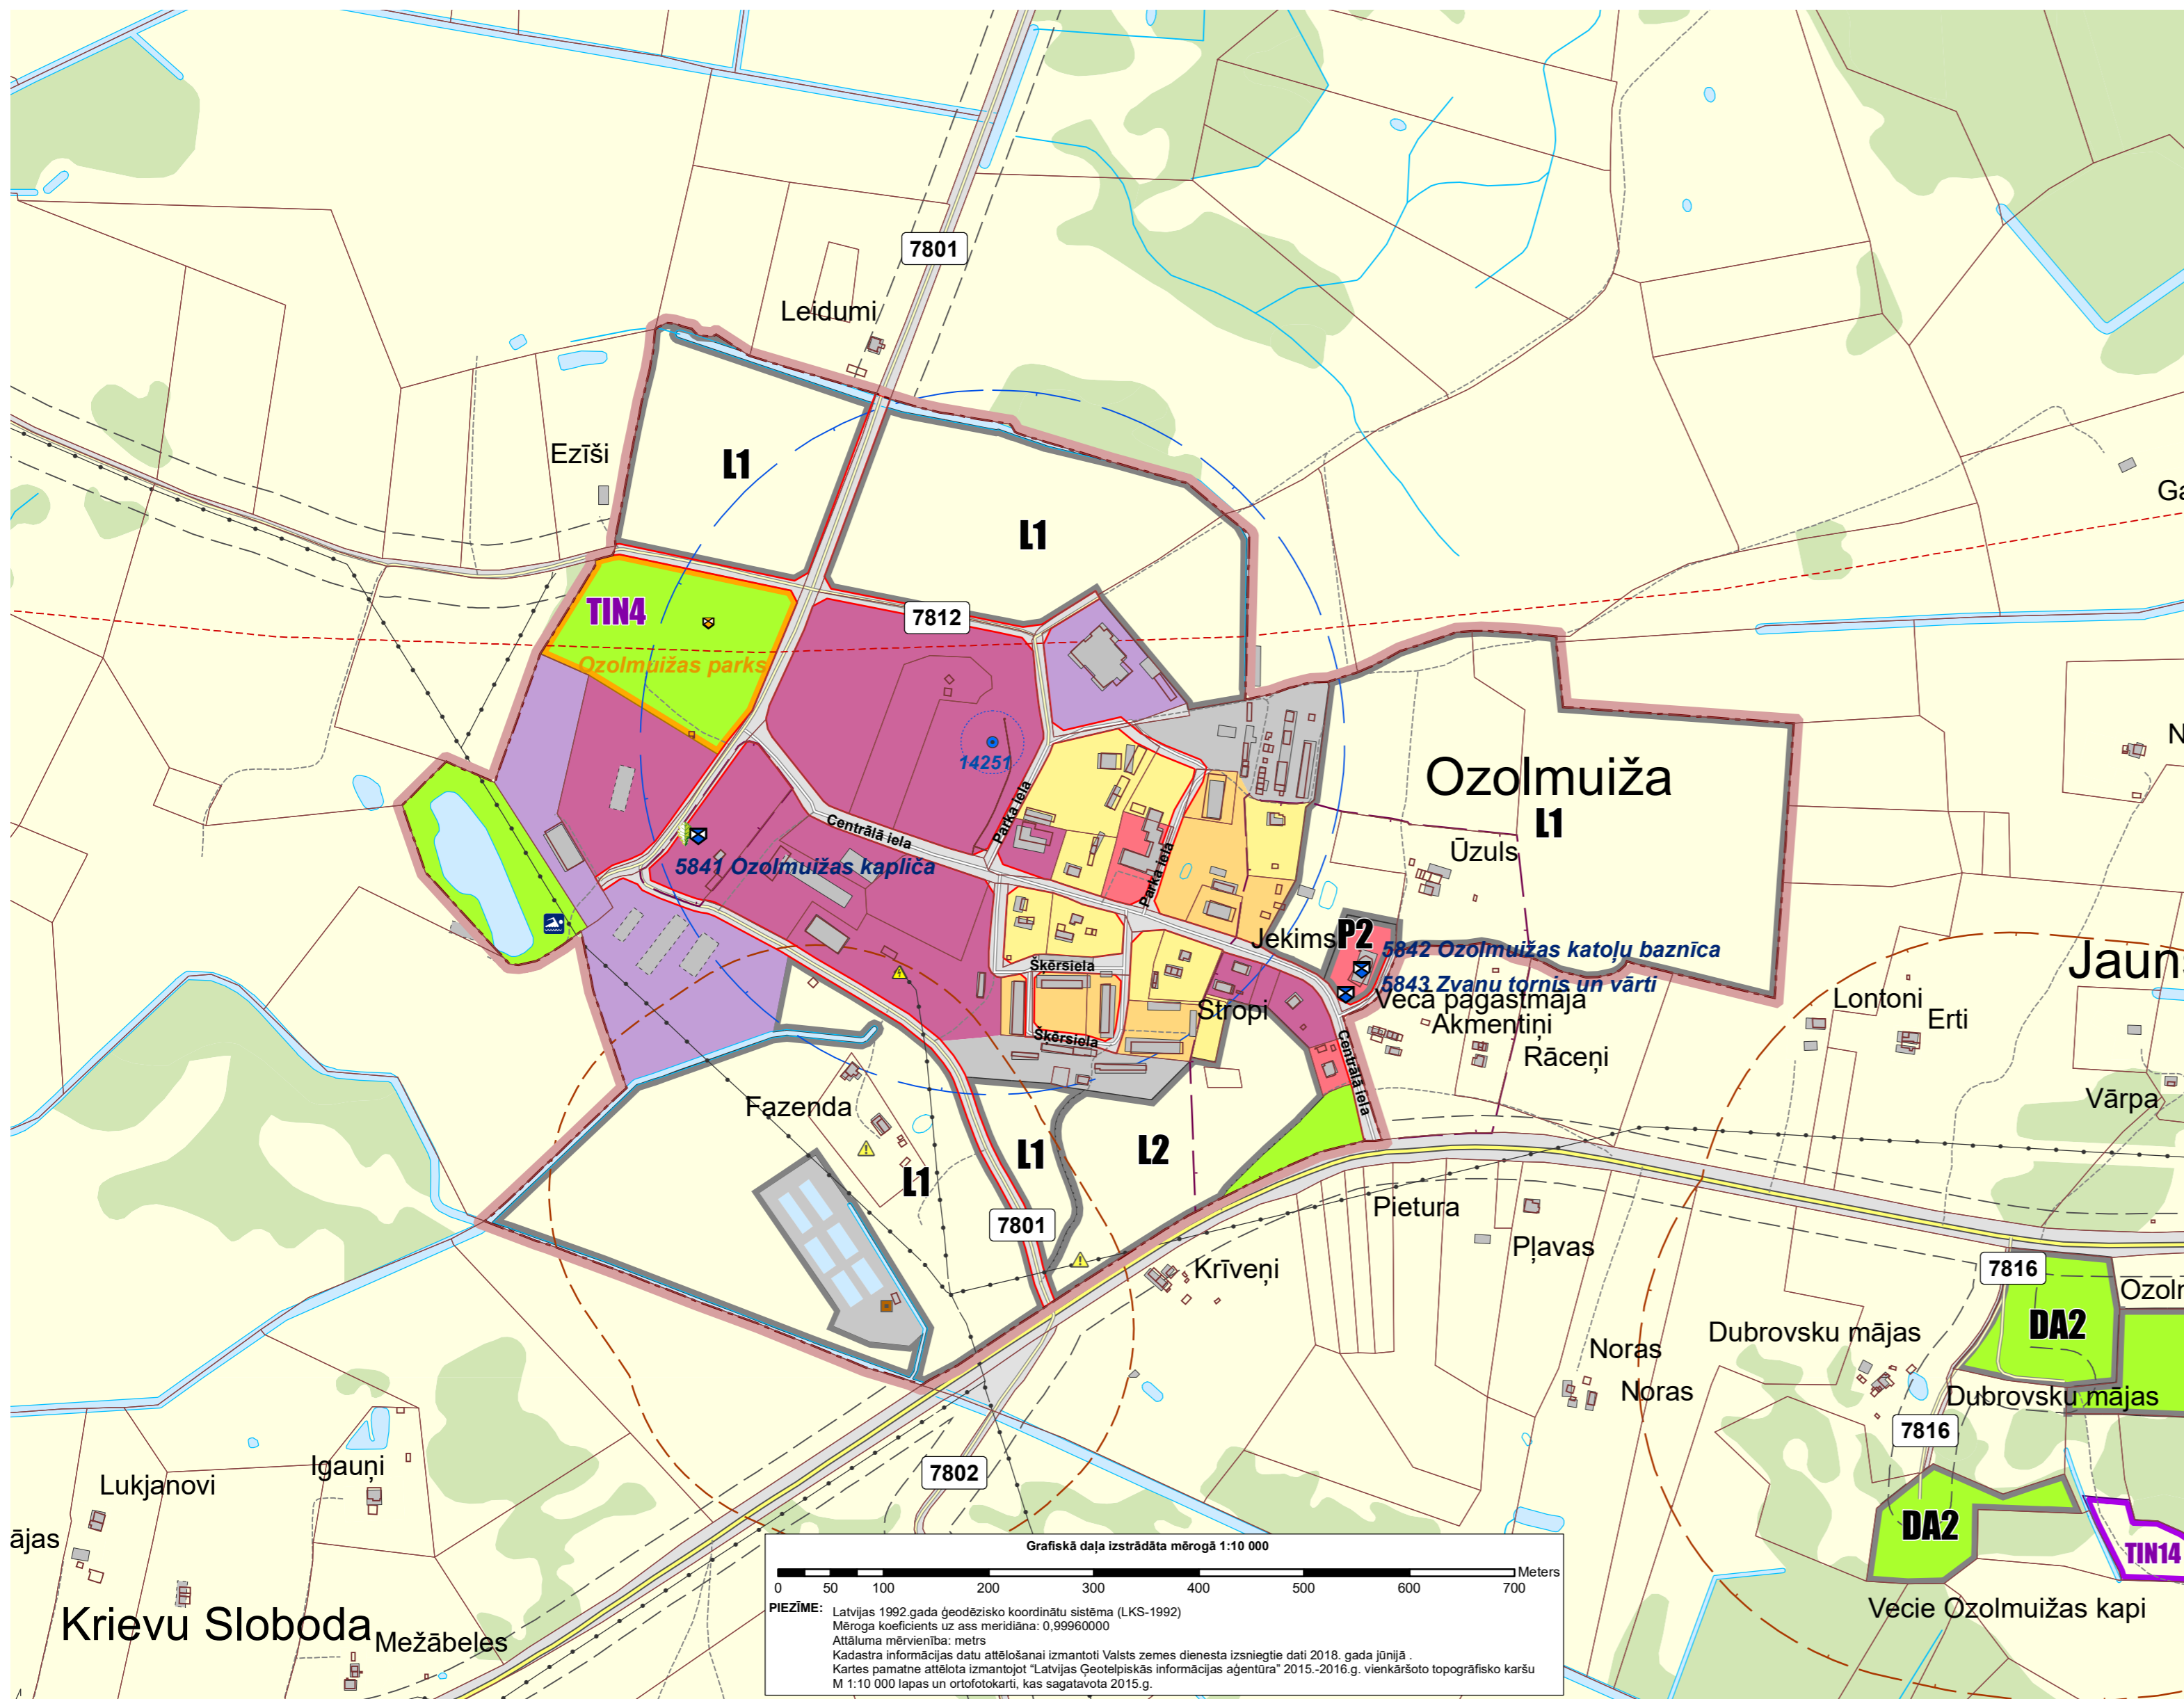 7801
Leidumi
Ezīši
L1
L1
Ga
TIN4
7812
Ozolmuižas parks
14251
Parka iela
Centrālā iela
Ozolmuiža
L1
Ūzuls
5841 Ozolmuižas kapliča
Parka iela
Jekims
P2
5842 Ozolmuižas katoļu baznīca
5843 Zvanu tornis un vārti
Vecā pagastmāja
Šķērsiela
Stropi
Akmentiņi
Šķērsiela
Rāceņi
Centrālā iela
Jaun
Lontoni
Erti
Vārpa
N
Fazenda
L1
L1
L2
7801
Pietura
Pļavas
Krīveņi
7816
Ozolm
DA2
Dubrovsku mājas
Noras
Noras
Dubrovsku mājas
7816
7802
Igauņi
Lukjanovi
ājas
DA2
TIN14
Vecie Ozolmuižas kapi
Krievu Sloboda
Mežābeles
Grafiskā daļa izstrādāta mērogā 1:10 000
0 50 100 200 300 400 500 600 700 Meters
PIEZĪME: Latvijas 1992.gada ģeodēzisko koordinātu sistēma (LKS-1992)
Mēroga koeficients uz ass meridiāna: 0,99960000
Attāluma mērvienība: metrs
Kadastra informācijas datu attēlošanai izmantoti Valsts zemes dienesta izsniegtie dati 2018. gada jūnijā .
Kartes pamatne attēlota izmantojot “Latvijas Ģeotelpiskās informācijas aģentūra” 2015.-2016.g. vienkāršoto topogrāfisko karšu
M 1:10 000 lapas un ortofotokarti, kas sagatavota 2015.g.